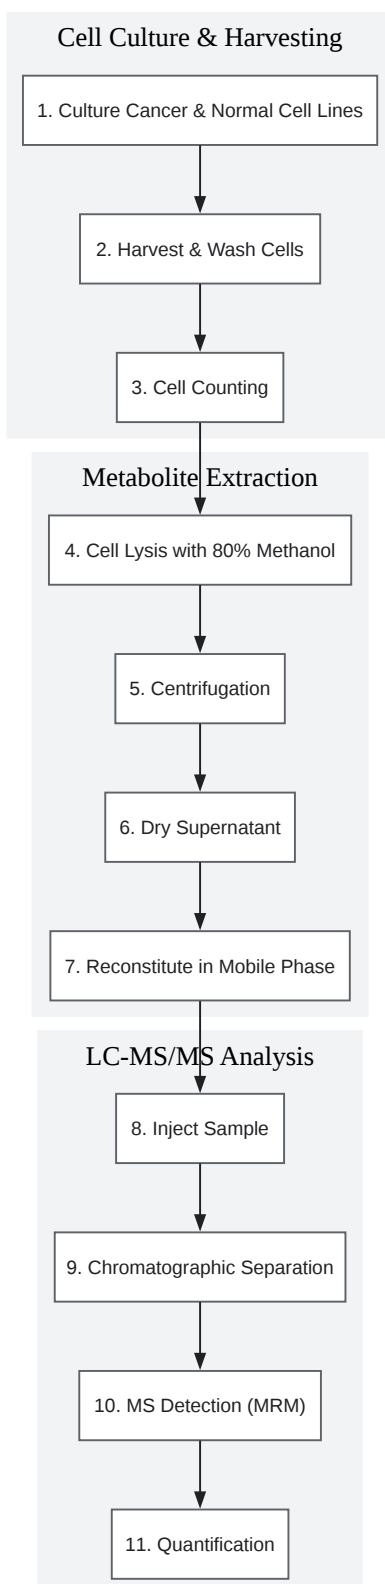 Cell Culture & Harvesting
1. Culture Cancer & Normal Cell Lines
2. Harvest & Wash Cells
3. Cell Counting
Metabolite Extraction
4. Cell Lysis with 80% Methanol
5. Centrifugation
6. Dry Supernatant
7. Reconstitute in Mobile Phase
LC-MS/MS Analysis
8. Inject Sample
9. Chromatographic Separation
10. MS Detection (MRM)
11. Quantification